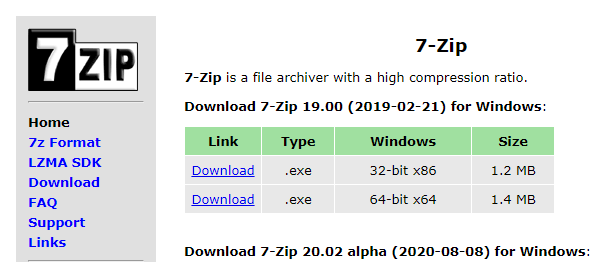 7ZIP
Home
7z Format
LZMA SDK
Download
FAQ
Support
Links
7-Zip
7-Zip is a file archiver with a high compression ratio.
Download 7-Zip 19.00 (2019-02-21) for Windows:
Link Type Windows Size
Download .exe 32-bit x86 1.2 MB
Download .exe 64-bit x64 1.4 MB
Download 7-Zip 20.02 alpha (2020-08-08) for Windows: